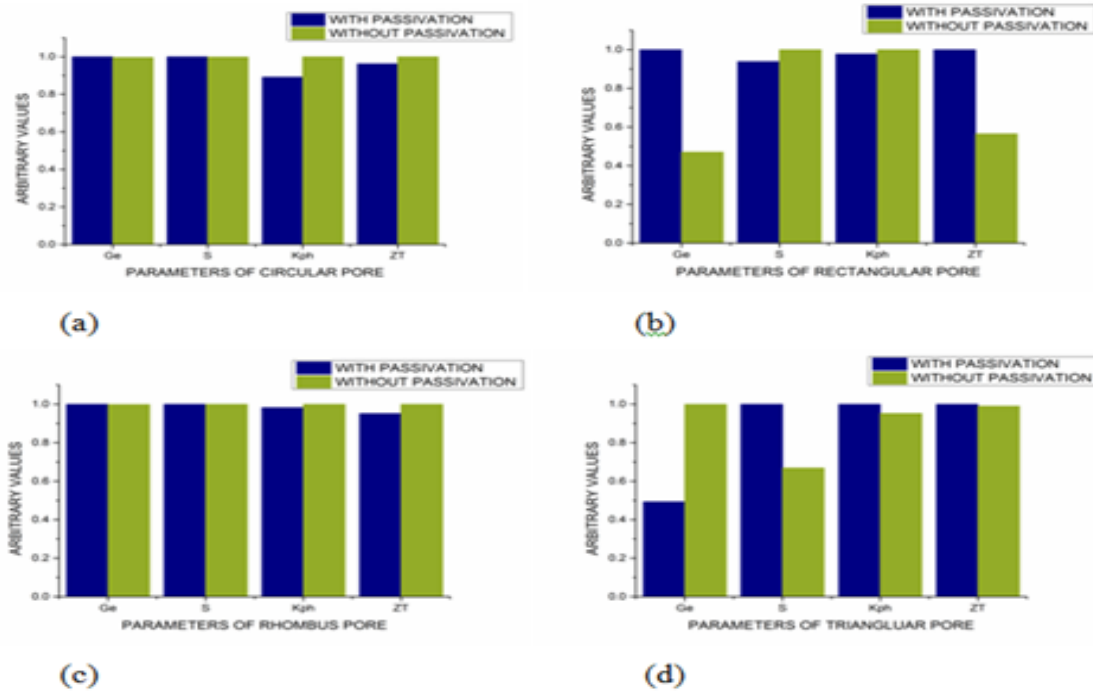 WITH PASSIVATION
WITHOUT PASSIVATION
ARBITRARY VALUES
1.0
0.8
0.6
0.4
0.2
0.0
Ge S Kph ZT
PARAMETERS OF CIRCULAR PORE
(a)
WITH PASSIVATION
WITHOUT PASSIVATION
ARBITRARY VALUES
1.0
0.8
0.6
0.4
0.2
0.0
Ge S Kph ZT
PARAMETERS OF RECTANGULAR PORE
(b)
WITH PASSIVATION
WITHOUT PASSIVATION
ARBITRARY VALUES
1.0
0.8
0.6
0.4
0.2
0.0
Ge S Kph ZT
PARAMETERS OF RHOMBUS PORE
(c)
WITH PASSIVATION
WITHOUT PASSIVATION
ARBITRARY VALUES
1.0
0.8
0.6
0.4
0.2
0.0
Ge S Kph ZT
PARAMETERS OF TRIANGLUAR PORE
(d)